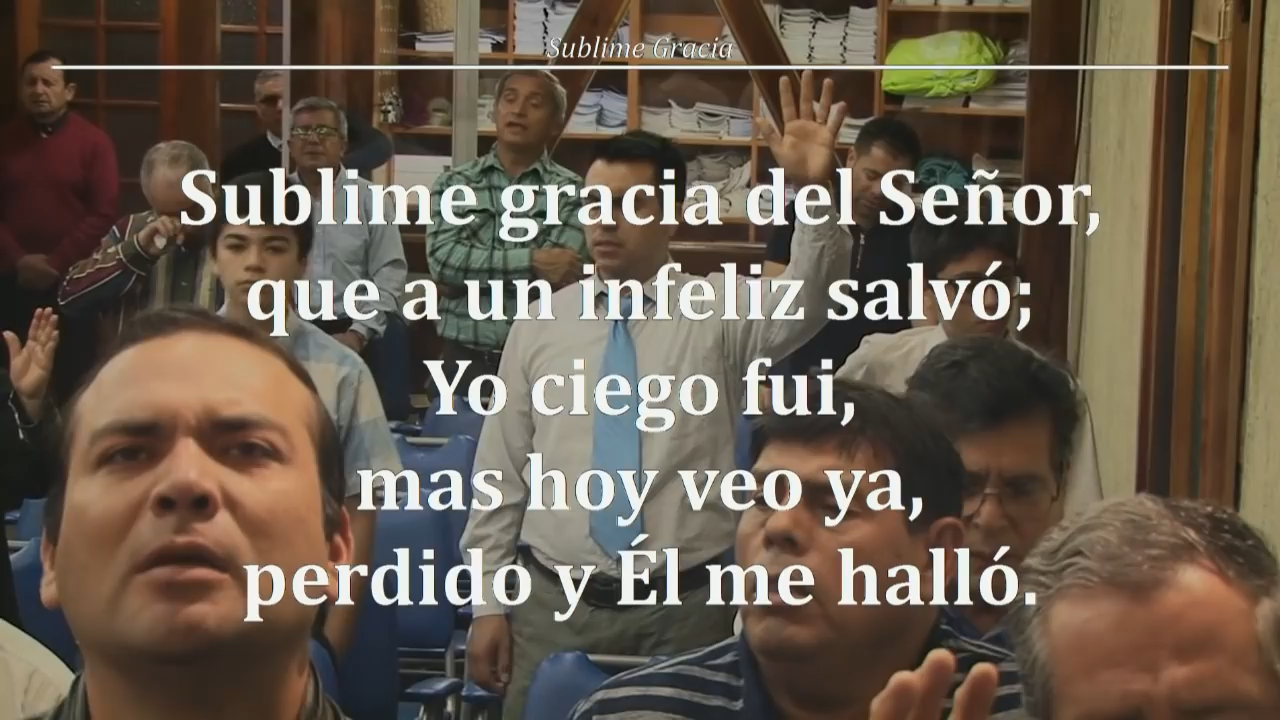 Sublime Gracia
Sublime gracia del Señor,
que a un infeliz salvó;
Yo ciego fui,
mas hoy veo ya,
perdido y Él me halló.